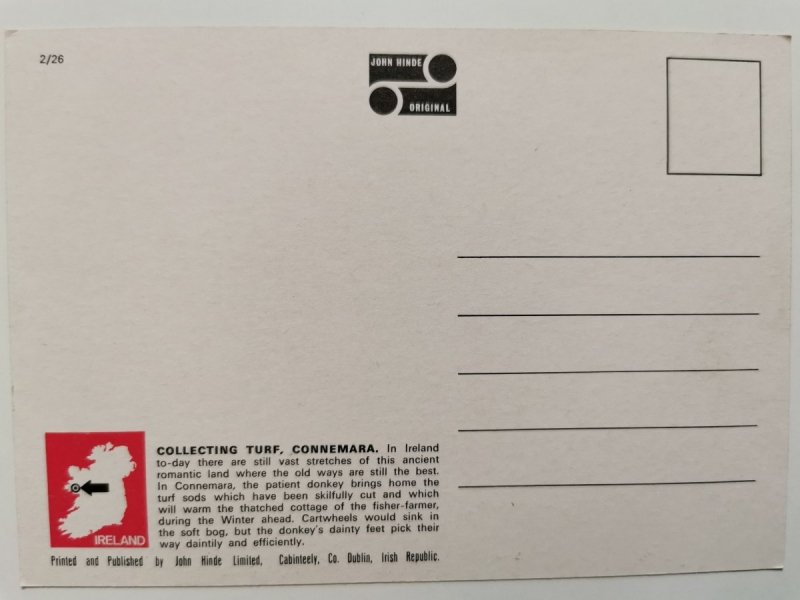 2/26
JOHN HINDE
ORIGINAL
COLLECTING TURF, CONNEMARA. In Ireland
to-day there are still vast stretches of this ancient
romantic land where the old ways are still the best.
In Connemara, the patient donkey brings home the
turf sods which have been skilfully cut and which
will warm the thatched cottage of the fisher-farmer,
during the Winter ahead. Cartwheels would sink in
the soft bog, but the donkey's dainty feet pick their
way daintily and efficiently.
IRELAND
Printed and Published by John Hinde Limited, Cabinteely, Co. Dublin, Irish Republic.